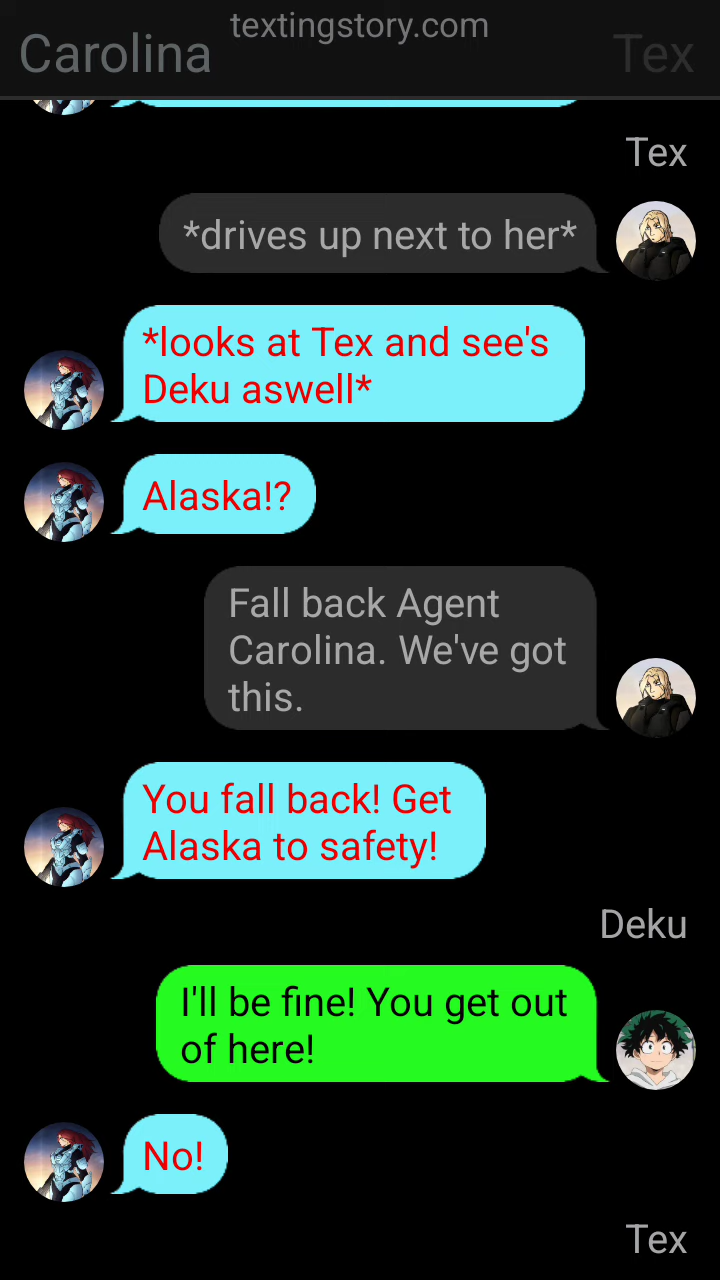 textingstory.com
Carolina
Tex
Tex
*drives up next to her*
*looks at Tex and see's
Deku aswell*
Alaska!?
Fall back Agent
Carolina. We've got
this.
You fall back! Get
Alaska to safety!
Deku
I'll be fine! You get out
of here!
No!
Tex